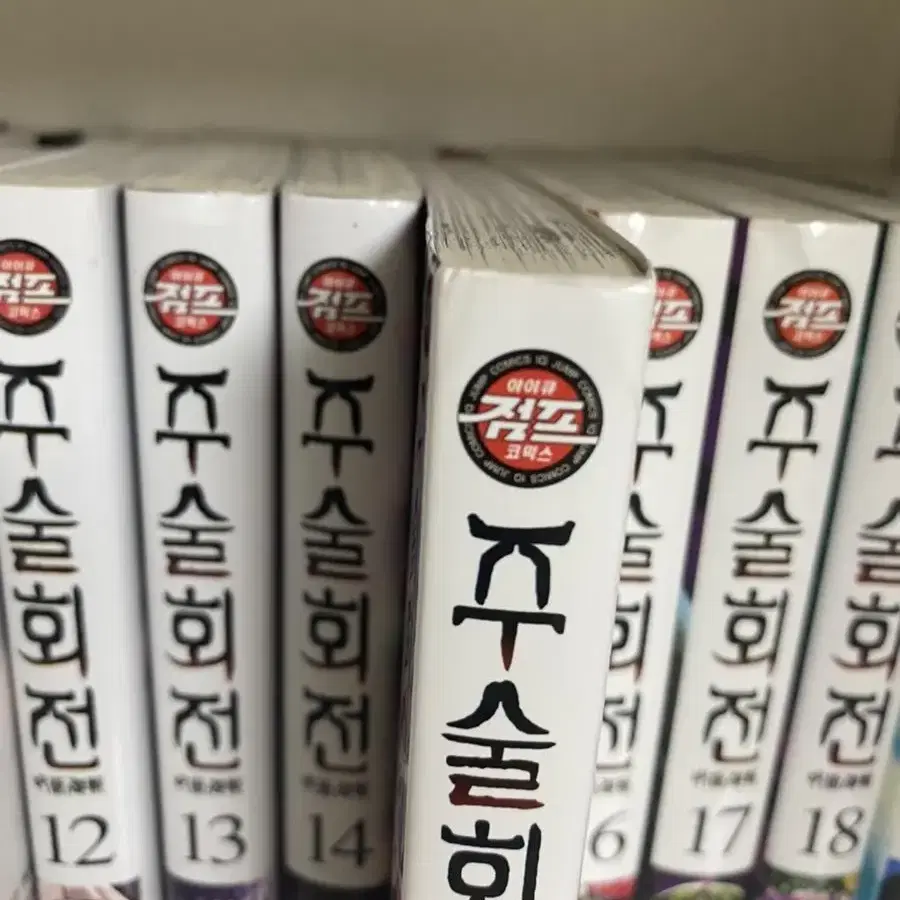 아이큐
점프
코믹스
주술회전
12
아이큐
점프
코믹스
주술회전
13
아이큐
점프
코믹스
주술회전
14
IQ JUMP COMICS IQ JUMP COMICS
아이큐
점프
코믹스
주술회
점프
코믹스
주술회전
6
아이큐
점프
코믹스
주술회전
17
주술회전
18